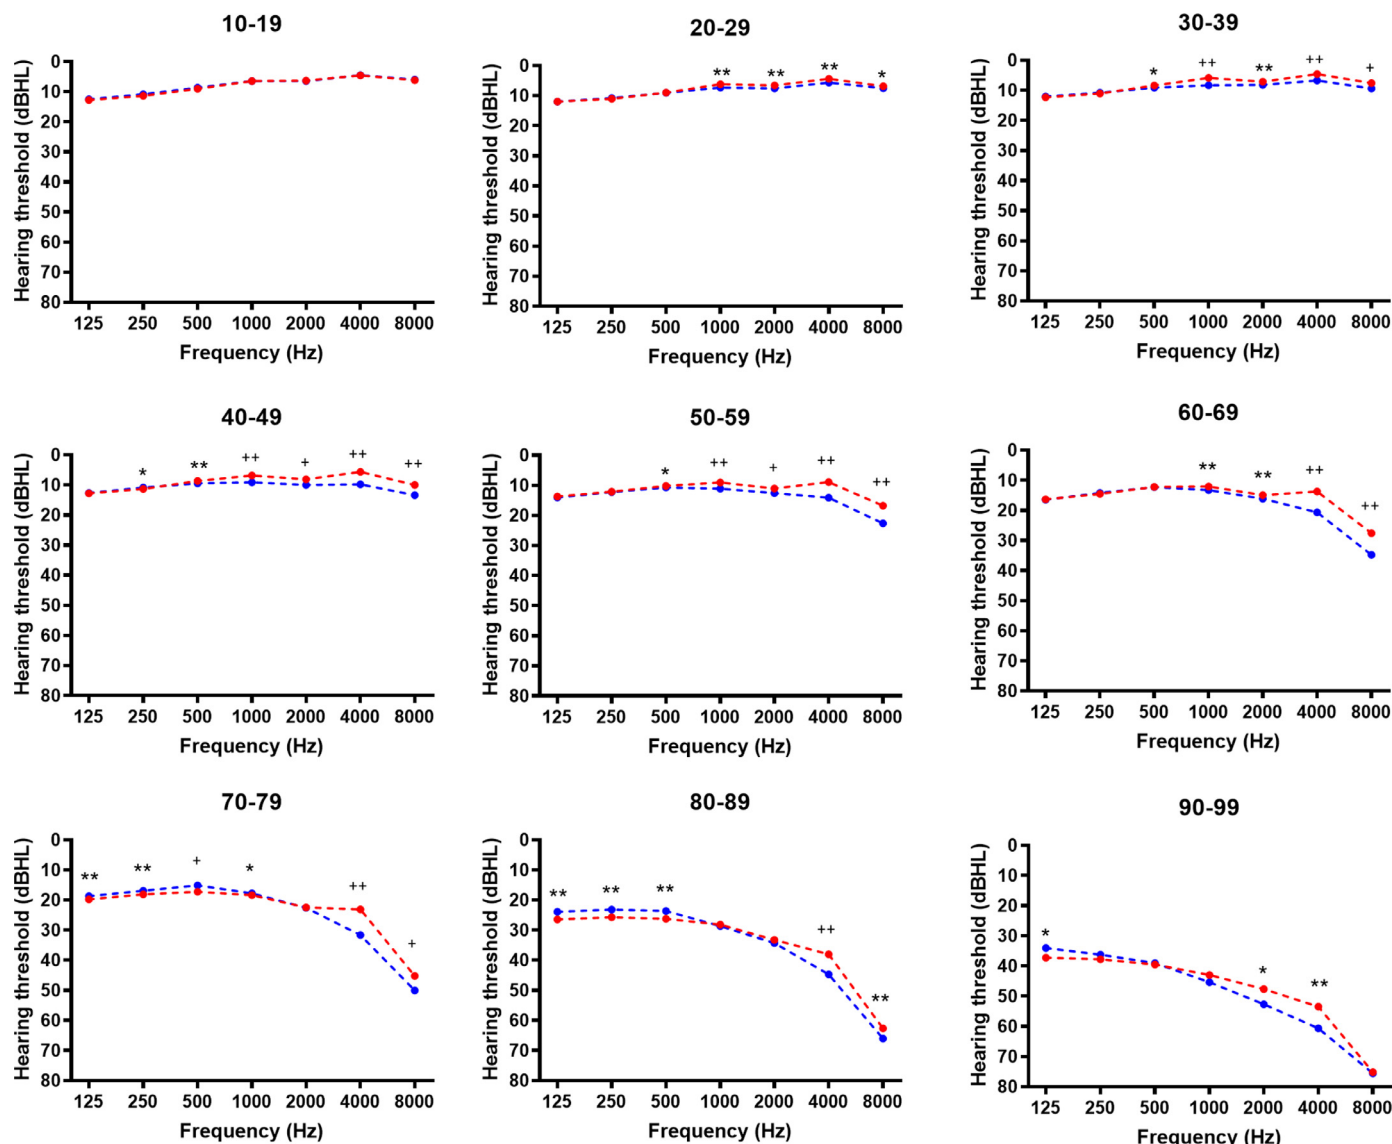 10-19
Hearing threshold (dBHL)
0
10
20
30
40
50
60
70
80
125 250 500 1000 2000 4000 8000
Frequency (Hz)
20-29
Hearing threshold (dBHL)
** ** ** *
0
10
20
30
40
50
60
70
80
125 250 500 1000 2000 4000 8000
Frequency (Hz)
30-39
Hearing threshold (dBHL)
* ++ ** ++ +
0
10
20
30
40
50
60
70
80
125 250 500 1000 2000 4000 8000
Frequency (Hz)
40-49
Hearing threshold (dBHL)
* ** ++ + ++ ++
0
10
20
30
40
50
60
70
80
125 250 500 1000 2000 4000 8000
Frequency (Hz)
50-59
Hearing threshold (dBHL)
* ++ + ++ ++
0
10
20
30
40
50
60
70
80
125 250 500 1000 2000 4000 8000
Frequency (Hz)
60-69
Hearing threshold (dBHL)
** ** ++ ++
0
10
20
30
40
50
60
70
80
125 250 500 1000 2000 4000 8000
Frequency (Hz)
70-79
Hearing threshold (dBHL)
** ** + * ++ +
0
10
20
30
40
50
60
70
80
125 250 500 1000 2000 4000 8000
Frequency (Hz)
80-89
Hearing threshold (dBHL)
** ** ** ++ **
0
10
20
30
40
50
60
70
80
125 250 500 1000 2000 4000 8000
Frequency (Hz)
90-99
Hearing threshold (dBHL)
* * **
0
10
20
30
40
50
60
70
80
125 250 500 1000 2000 4000 8000
Frequency (Hz)